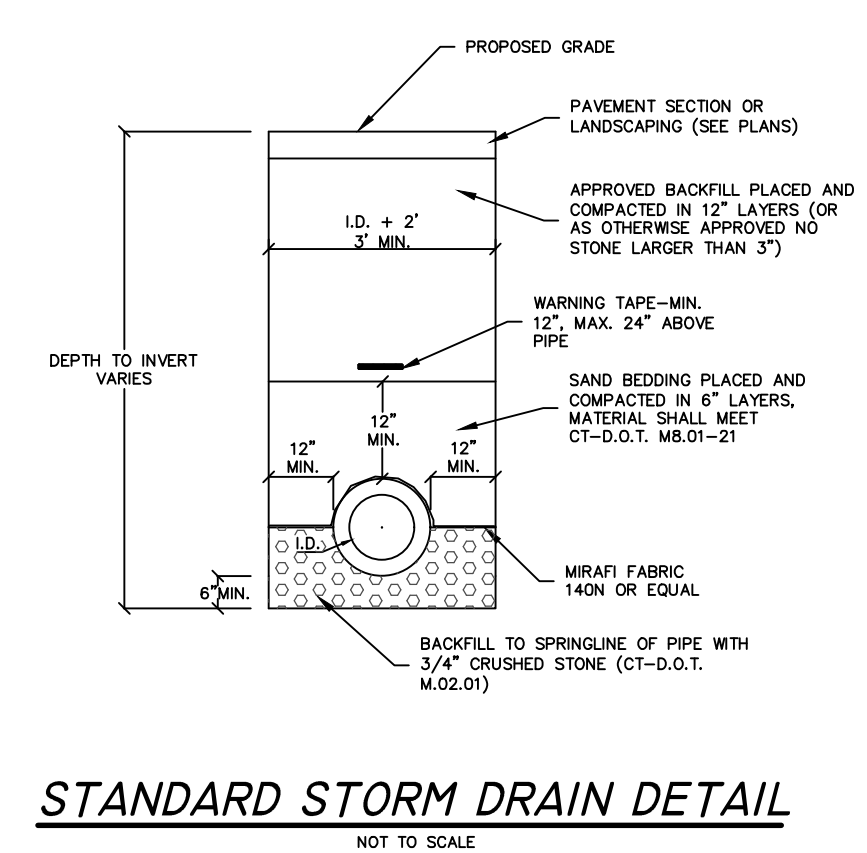 PROPOSED GRADE
PAVEMENT SECTION OR
LANDSCAPING (SEE PLANS)
APPROVED BACKFILL PLACED AND
COMPACTED IN 12" LAYERS (OR
AS OTHERWISE APPROVED NO
STONE LARGER THAN 3")
I.D. + 2'
3' MIN.
WARNING TAPE-MIN.
12", MAX. 24" ABOVE
PIPE
DEPTH TO INVERT
VARIES
SAND BEDDING PLACED AND
COMPACTED IN 6" LAYERS,
MATERIAL SHALL MEET
CT-D.O.T. M8.01-21
12"
MIN.
12"
MIN.
12"
MIN.
I.D.
MIRAFI FABRIC
140N OR EQUAL
6"MIN.
BACKFILL TO SPRINGLINE OF PIPE WITH
3/4" CRUSHED STONE (CT-D.O.T.
M.02.01)
STANDARD STORM DRAIN DETAIL
NOT TO SCALE